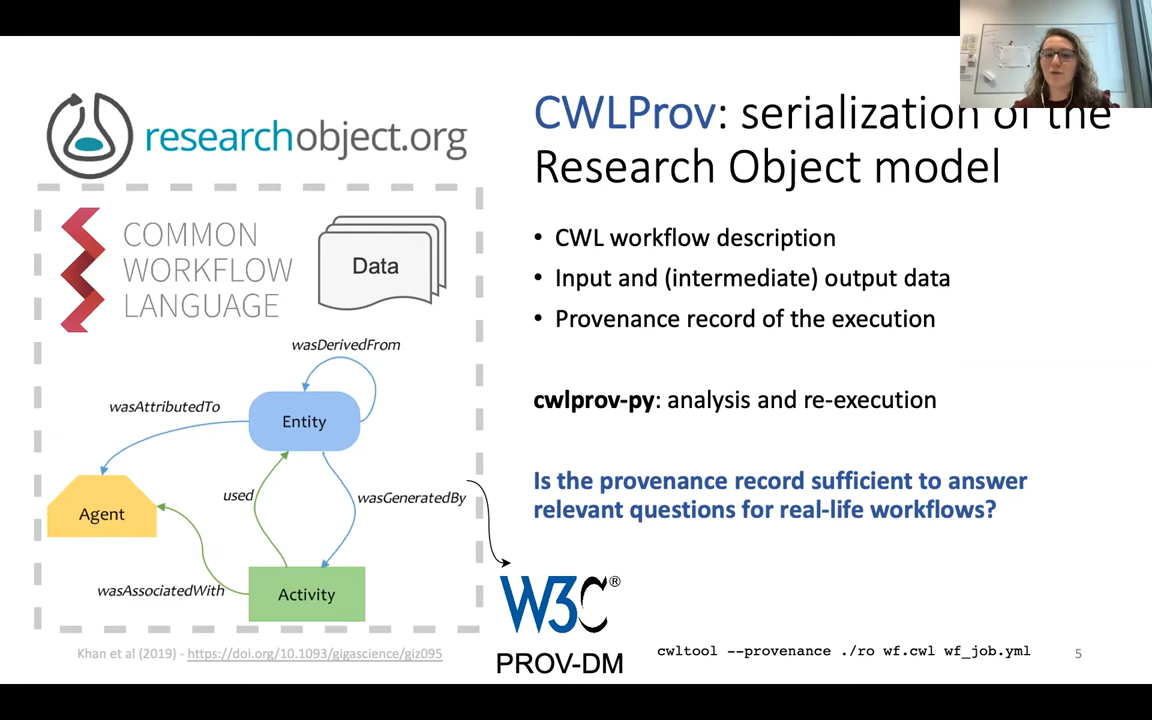 researchobject.org
COMMON
WORKFLOW
LANGUAGE
Data
wasDerivedFrom
wasAttributedTo
Entity
used
wasGeneratedBy
Agent
wasAssociatedWith
Activity
Khan et al (2019) - https://doi.org/10.1093/gigascience/giz095
CWLProv: serialization of the
Research Object model
• CWL workflow description
• Input and (intermediate) output data
• Provenance record of the execution
cwlprov-py: analysis and re-execution
Is the provenance record sufficient to answer
relevant questions for real-life workflows?
W3C®
PROV-DM
cwltool --provenance ./ro wf.cwl wf_job.yml
5